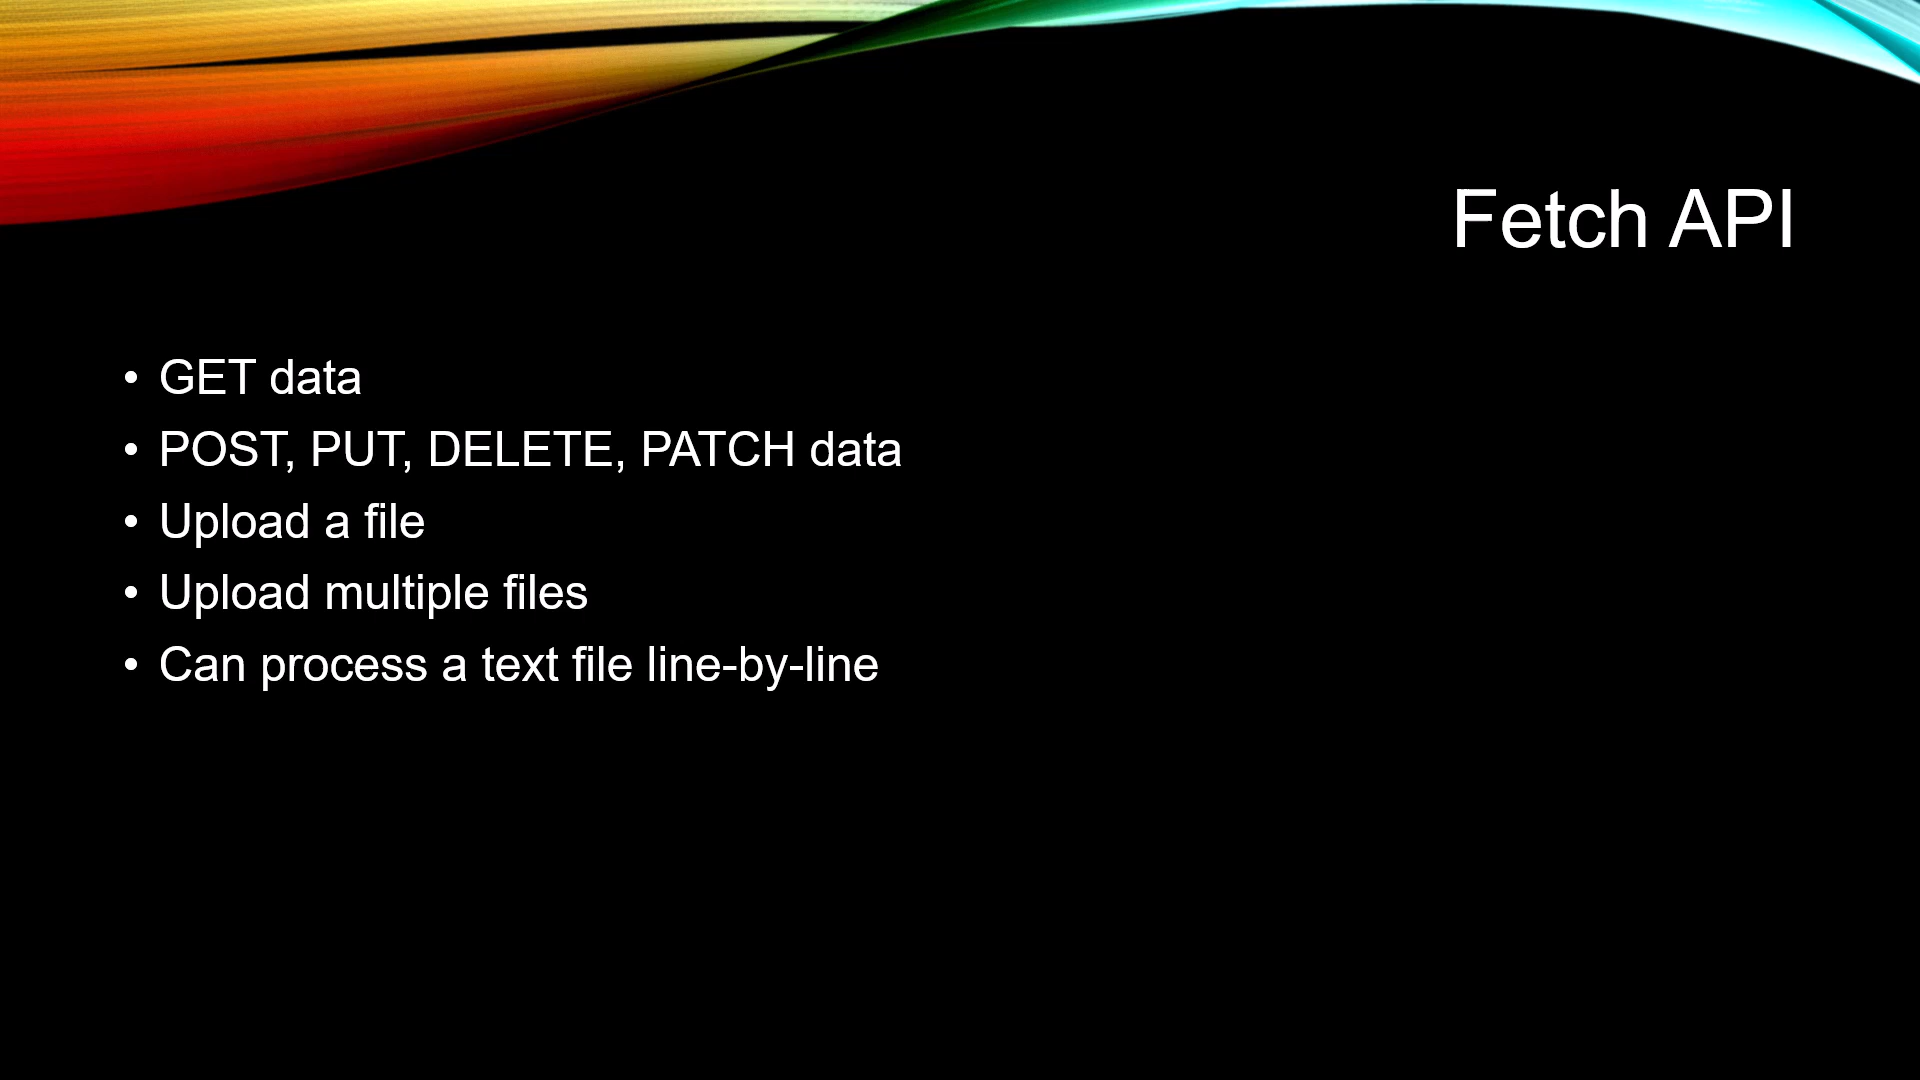 Fetch API
• GET data
• POST, PUT, DELETE, PATCH data
• Upload a file
• Upload multiple files
• Can process a text file line-by-line